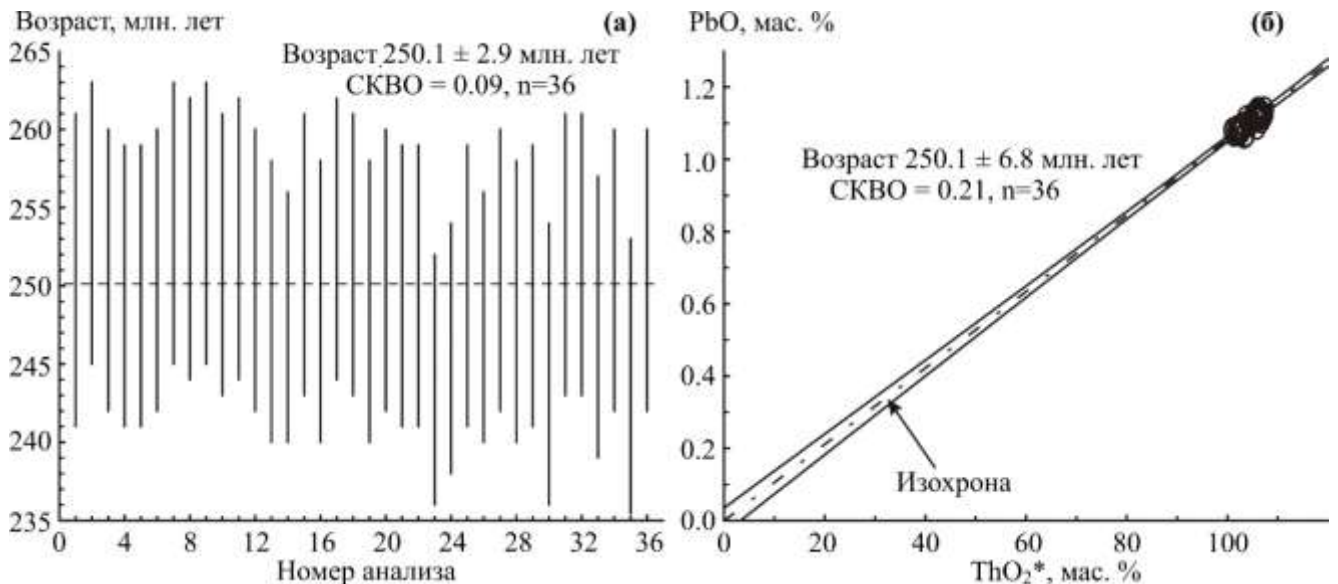 Возраст, млн. лет
(а)
265
260
255
250
245
240
235
Возраст 250.1 ± 2.9 млн. лет
СКВО = 0.09, n=36
0 4 8 12 16 20 24 28 32 36
Номер анализа
PbO, мас. %
(б)
1.2
1.0
0.8
0.6
0.4
0.2
0.0
Возраст 250.1 ± 6.8 млн. лет
СКВО = 0.21, n=36
Изохрона
0 20 40 60 80 100
ThO₂*, мас. %